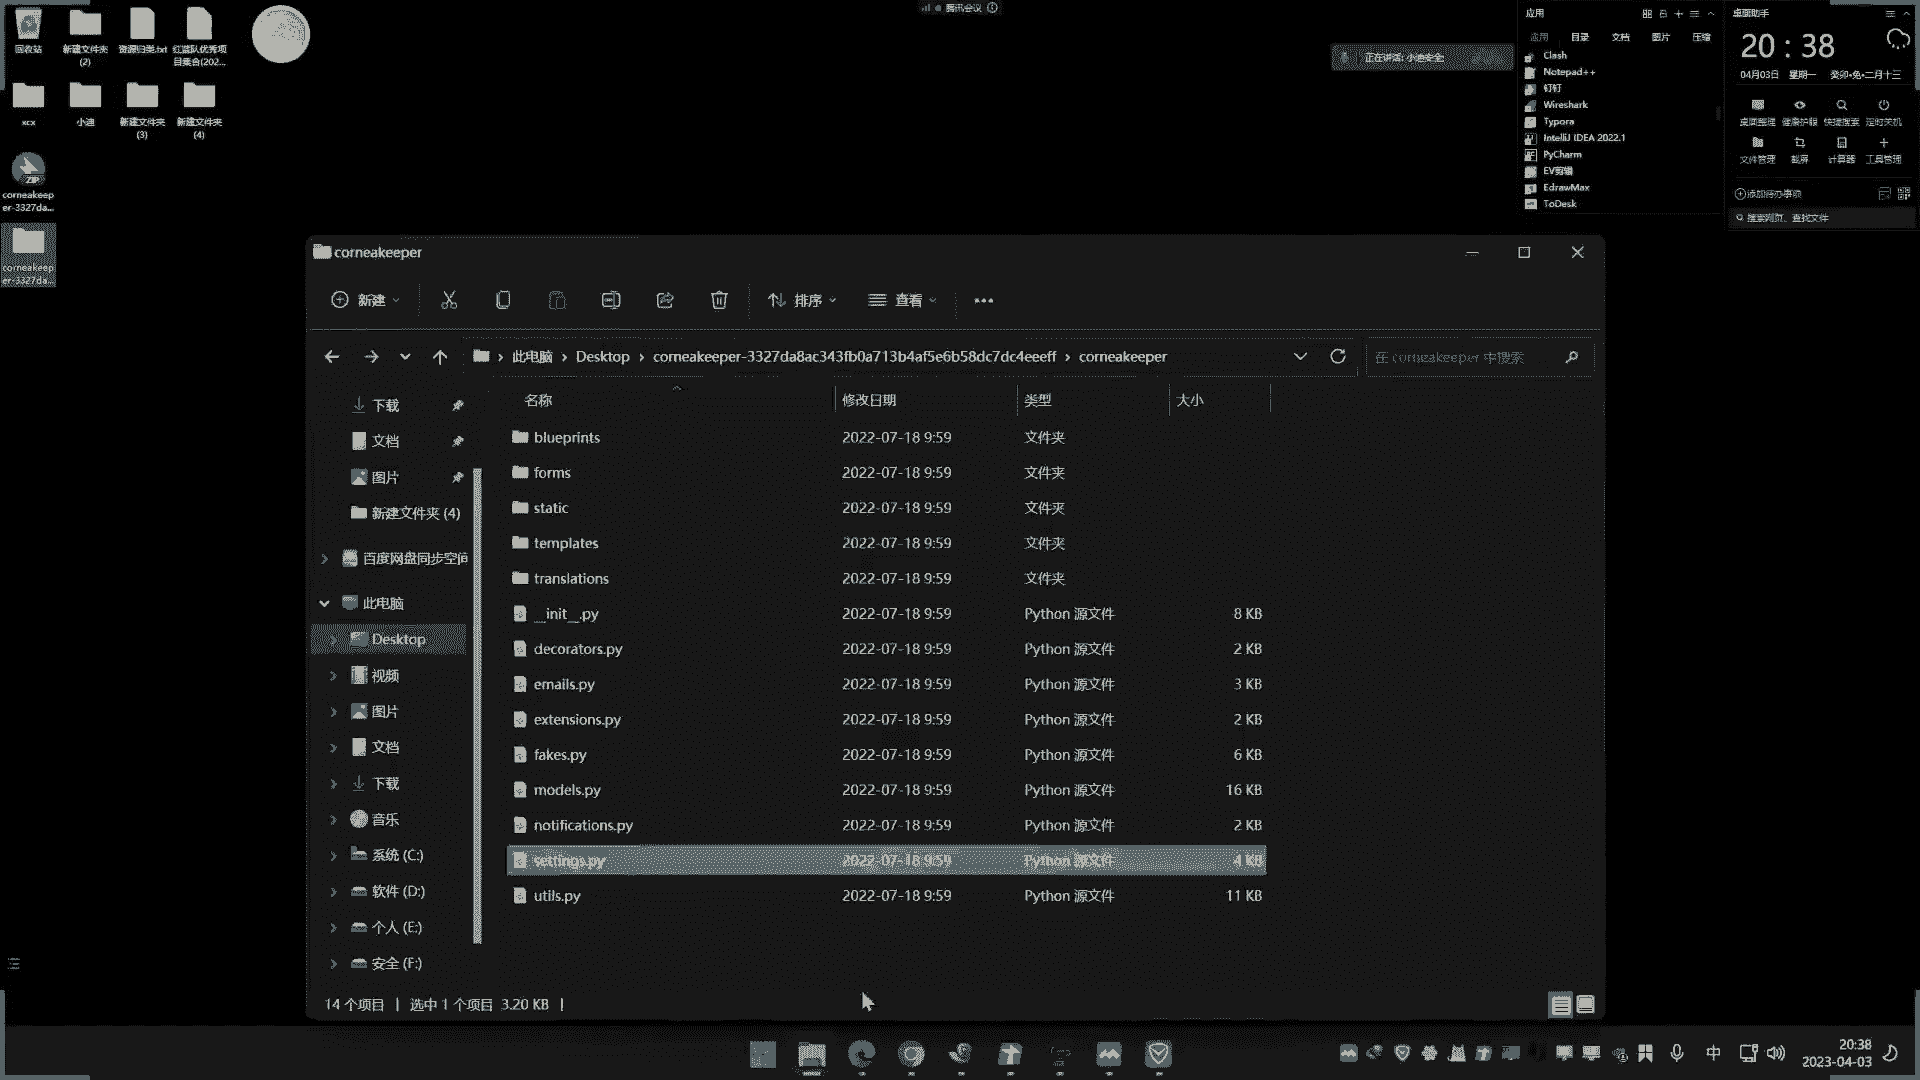 腾讯会议
回收站
新建文件夹
(2)
资源归类.txt
红蓝队优秀项
目集合(202...
xcx
小迪
新建文件夹
(3)
新建文件夹
(4)
ZIP
corneakeep
er-3327da...
corneakeep
er-3327da...
正在讲话: 小迪安全;
应用
应用 目录 文档 图片 压缩
Clash
Notepad++
钉钉
Wireshark
Typora
IntelliJ IDEA 2022.1
PyCharm
EV剪辑
EdrawMax
ToDesk
桌面助手
20 : 38
04月03日 星期一 癸卯•兔•二月十三
桌面整理 健康护眼 快捷搜索 定时关机
文件管理 截屏 计算器 工具管理
添加待办事项
搜索网页、查找文件
corneakeeper
新建 排序 查看
此电脑 › Desktop › corneakeeper-3327da8ac343fb0a713b4af5e6b58dc7dc4eeeff › corneakeeper
在 corneakeeper 中搜索
下载
文档
图片
新建文件夹 (4)
百度网盘同步空间
此电脑
Desktop
视频
图片
文档
下载
音乐
系统 (C:)
软件 (D:)
个人 (E:)
安全 (F:)
名称 修改日期 类型 大小
blueprints 2022-07-18 9:59 文件夹
forms 2022-07-18 9:59 文件夹
static 2022-07-18 9:59 文件夹
templates 2022-07-18 9:59 文件夹
translations 2022-07-18 9:59 文件夹
__init__.py 2022-07-18 9:59 Python 源文件 8 KB
decorators.py 2022-07-18 9:59 Python 源文件 2 KB
emails.py 2022-07-18 9:59 Python 源文件 3 KB
extensions.py 2022-07-18 9:59 Python 源文件 2 KB
fakes.py 2022-07-18 9:59 Python 源文件 6 KB
models.py 2022-07-18 9:59 Python 源文件 16 KB
notifications.py 2022-07-18 9:59 Python 源文件 2 KB
settings.py 2022-07-18 9:59 Python 源文件 4 KB
utils.py 2022-07-18 9:59 Python 源文件 11 KB
14 个项目 | 选中 1 个项目 3.20 KB |
中
20:38
2023-04-03